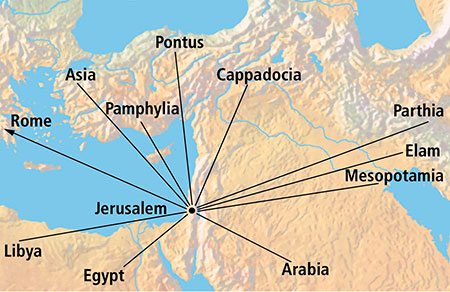 Pontus
Asia
Cappadocia
Pamphylia
Parthia
Rome
Elam
Mesopotamia
Jerusalem
Libya
Egypt
Arabia